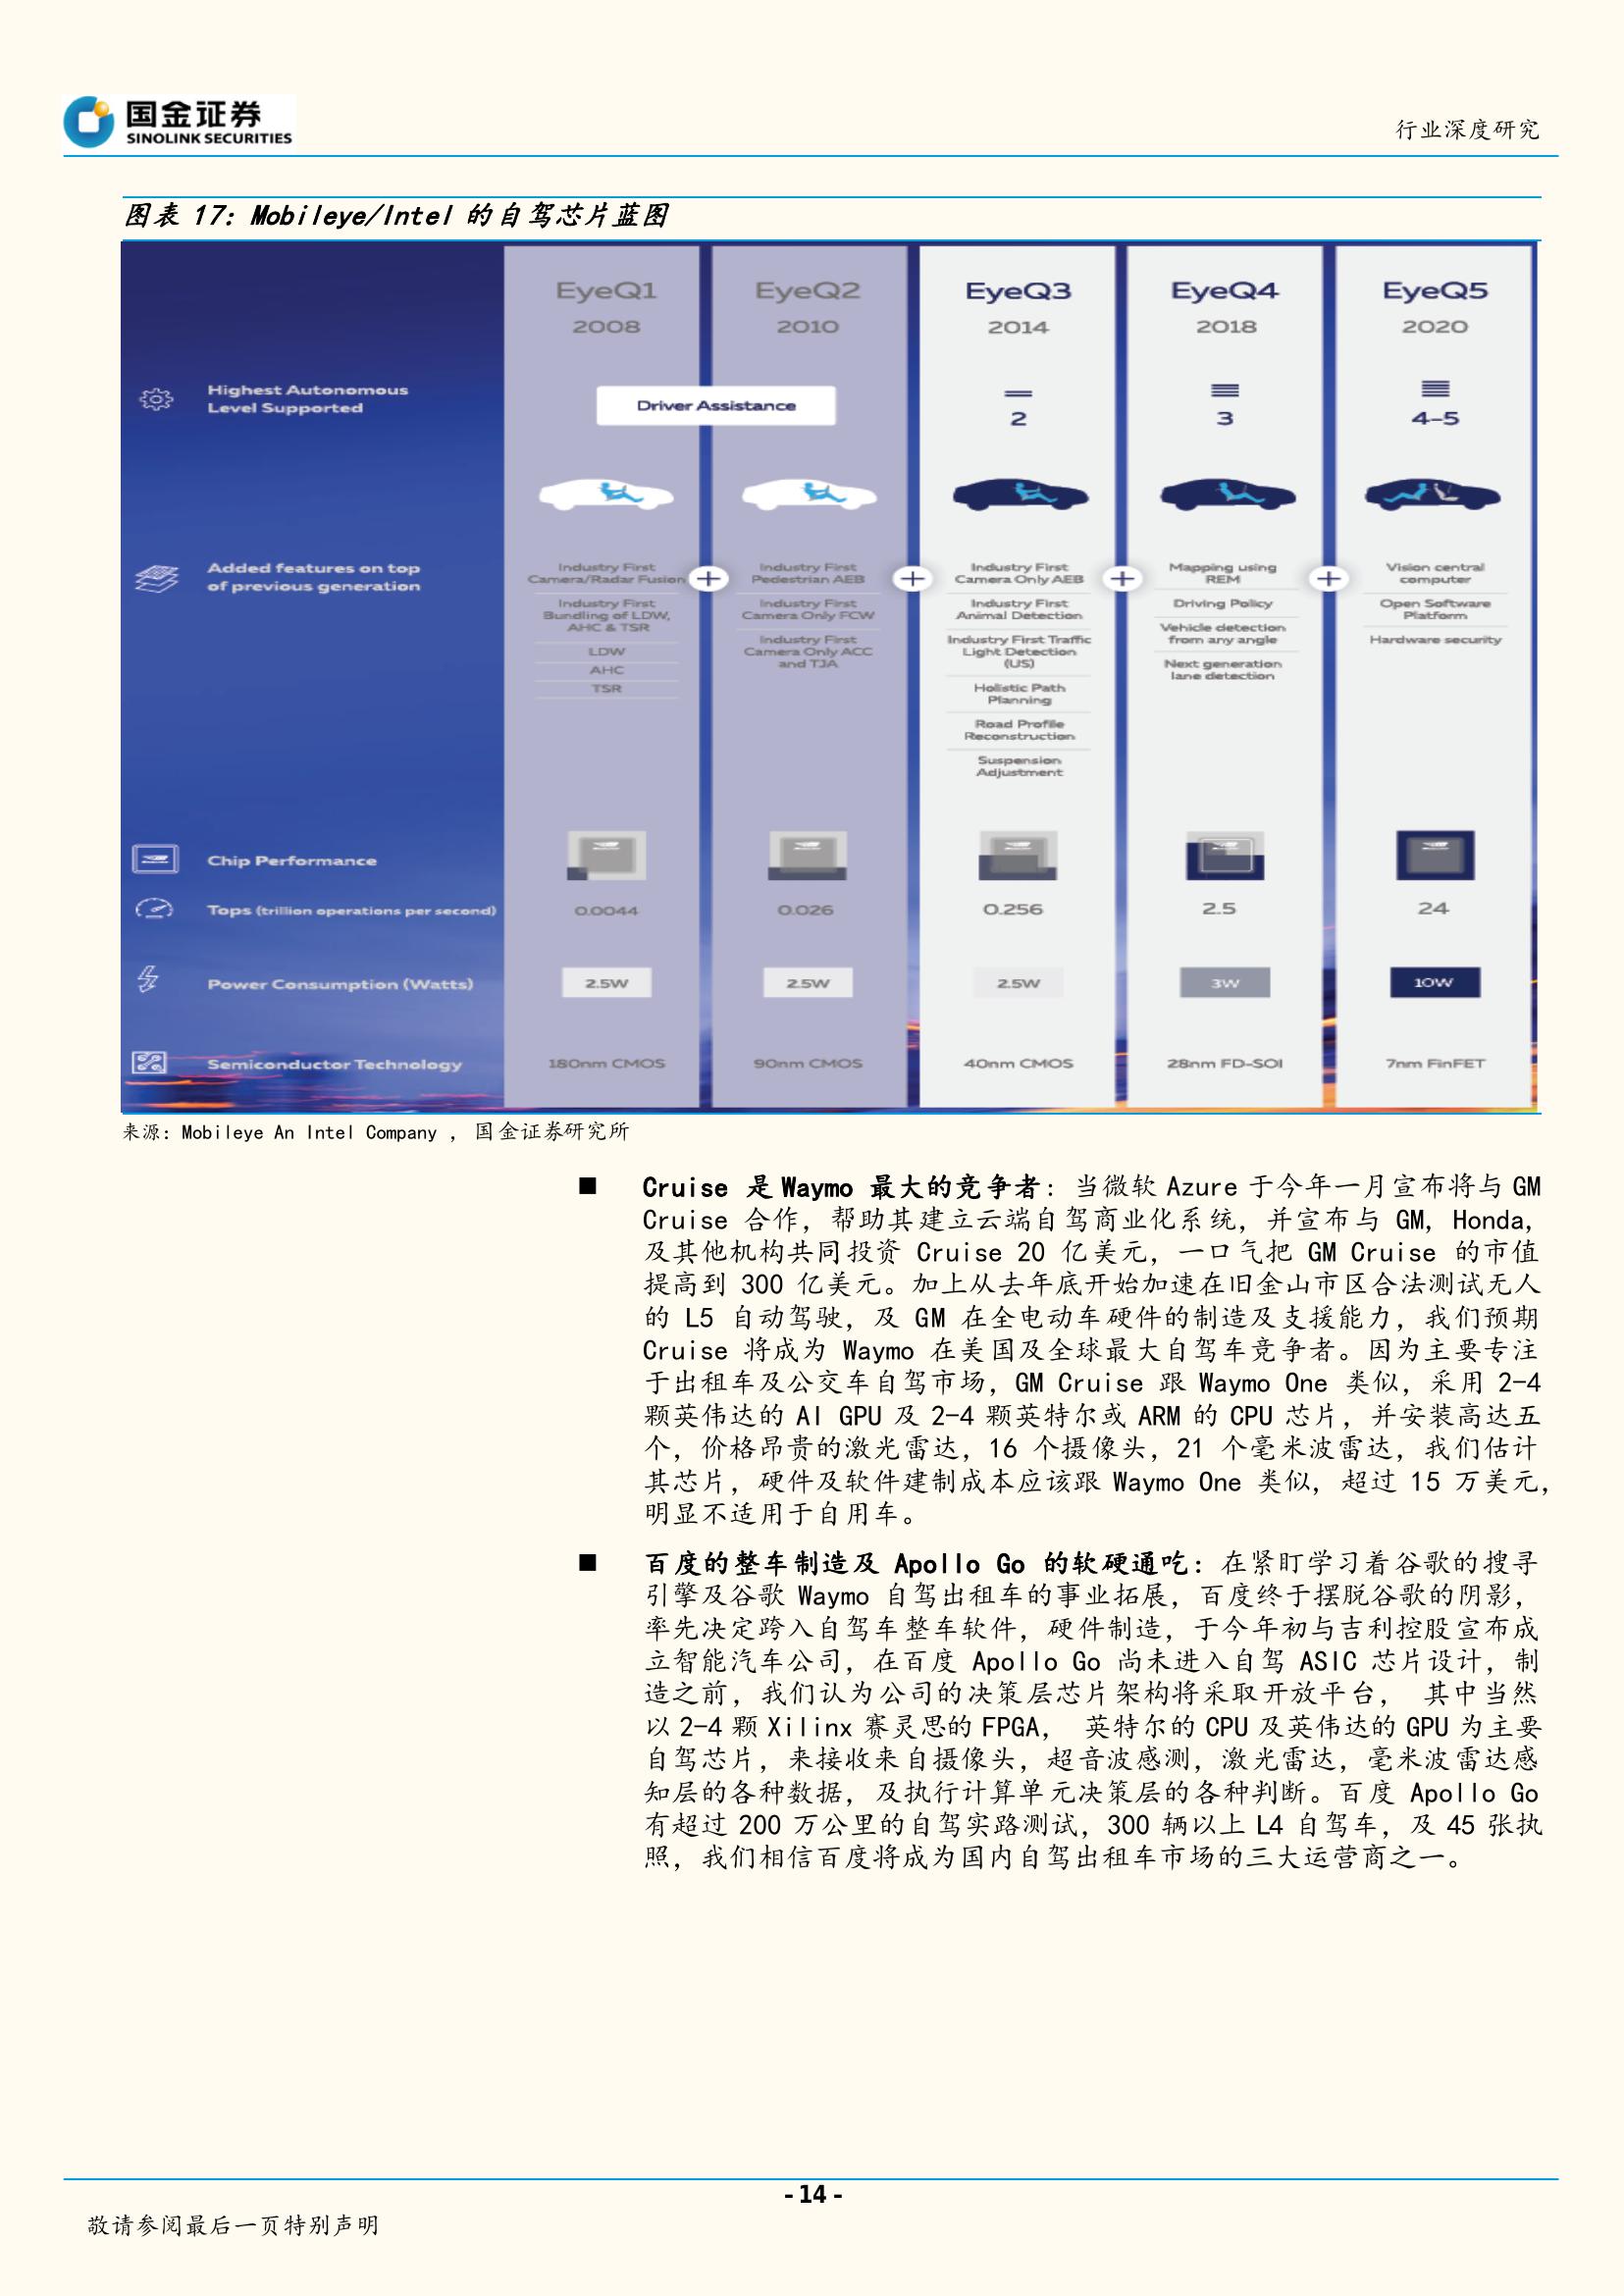 国金证券
SINOLINK SECURITIES
行业深度研究
图表 17: Mobileye/Intel 的自驾芯片蓝图
EyeQ1 EyeQ2 EyeQ3 EyeQ4 EyeQ5
2008 2010 2014 2018 2020
Highest Autonomous
Level Supported
Driver Assistance
2 3 4-5
Added features on top
of previous generation
Industry First
Camera/Radar Fusion
Industry First
Bundling of LDW,
AHC & TSR
LDW
AHC
TSR
+
Industry First
Pedestrian AEB
Industry First
Camera Only FCW
Industry First
Camera Only ACC
and TJA
+
Industry First
Camera Only AEB
Industry First
Animal Detection
Industry First Traffic
Light Detection
(US)
Holistic Path
Planning
Road Profile
Reconstruction
Suspension
Adjustment
+
Mapping using
REM
Driving Policy
Vehicle detection
from any angle
Next generation
lane detection
+
Vision central
computer
Open Software
Platform
Hardware security
Chip Performance
Tops (trillion operations per second) 0.0044 0.026 0.256 2.5 24
Power Consumption (Watts) 2.5W 2.5W 2.5W 3W 10W
Semiconductor Technology 180nm CMOS 90nm CMOS 40nm CMOS 28nm FD-SOI 7nm FinFET
来源: Mobileye An Intel Company , 国金证券研究所
■ Cruise 是 Waymo 最大的竞争者: 当微软 Azure 于今年一月宣布将与 GM
Cruise 合作, 帮助其建立云端自驾商业化系统, 并宣布与 GM, Honda,
及其他机构共同投资 Cruise 20 亿美元, 一口气把 GM Cruise 的市值
提高到 300 亿美元。加上从去年底开始加速在旧金山市区合法测试无人
的 L5 自动驾驶, 及 GM 在全电动车硬件的制造及支援能力, 我们预期
Cruise 将成为 Waymo 在美国及全球最大自驾车竞争者。因为主要专注
于出租车及公交车自驾市场, GM Cruise 跟 Waymo One 类似, 采用 2-4
颗英伟达的 AI GPU 及 2-4 颗英特尔或 ARM 的 CPU 芯片, 并安装高达五
个, 价格昂贵的激光雷达, 16 个摄像头, 21 个毫米波雷达, 我们估计
其芯片, 硬件及软件建制成本应该跟 Waymo One 类似, 超过 15 万美元,
明显不适用于自用车。
■ 百度的整车制造及 Apollo Go 的软硬通吃: 在紧盯学习着谷歌的搜寻
引擎及谷歌 Waymo 自驾出租车的事业拓展, 百度终于摆脱谷歌的阴影,
率先决定跨入自驾车整车软件, 硬件制造, 于今年初与吉利控股宣布成
立智能汽车公司, 在百度 Apollo Go 尚未进入自驾 ASIC 芯片设计, 制
造之前, 我们认为公司的决策层芯片架构将采取开放平台, 其中当然
以 2-4 颗 Xilinx 赛灵思的 FPGA, 英特尔的 CPU 及英伟达的 GPU 为主要
自驾芯片, 来接收来自摄像头, 超音波感测, 激光雷达, 毫米波雷达感
知层的各种数据, 及执行计算单元决策层的各种判断。百度 Apollo Go
有超过 200 万公里的自驾实路测试, 300 辆以上 L4 自驾车, 及 45 张执
照, 我们相信百度将成为国内自驾出租车市场的三大运营商之一。
- 14 -
敬请参阅最后一页特别声明